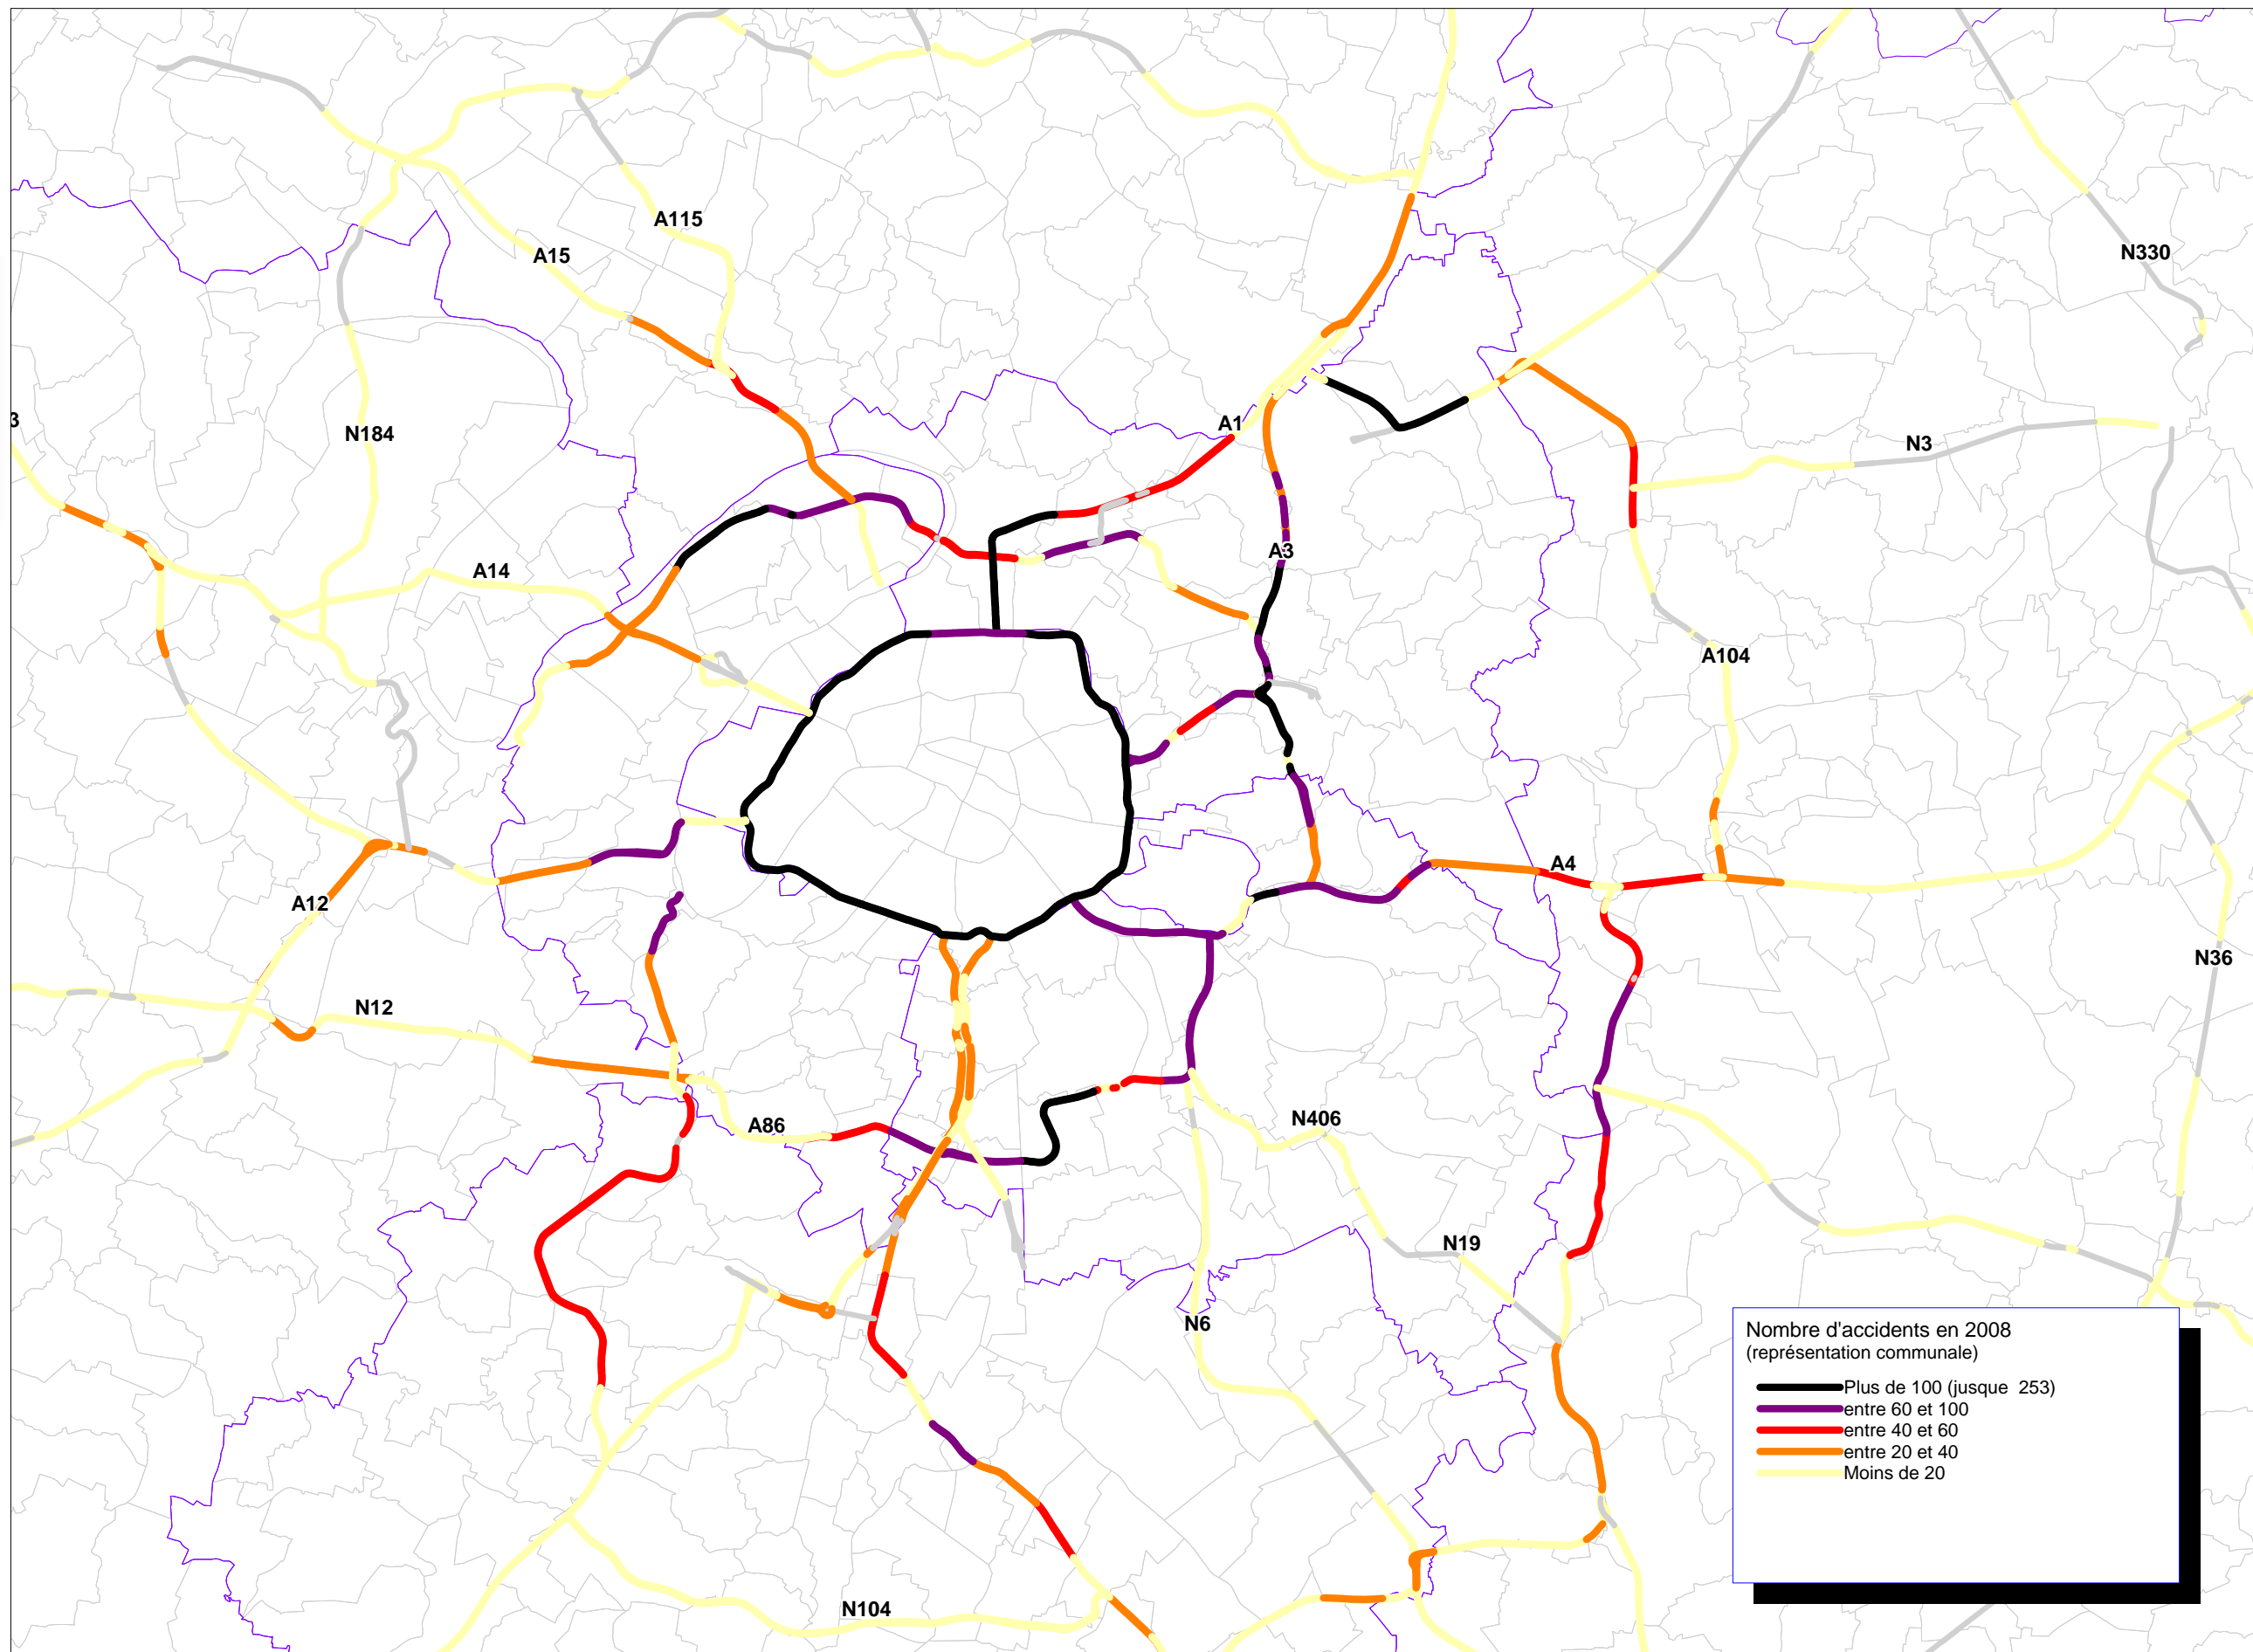 A115
A15
N330
3
A1
N184
N3
A3
A14
A104
A4
A12
N36
N12
N406
A86
N19
N6
Nombre d'accidents en 2008
(représentation communale)
Plus de 100 (jusque 253)
entre 60 et 100
entre 40 et 60
entre 20 et 40
Moins de 20
N104